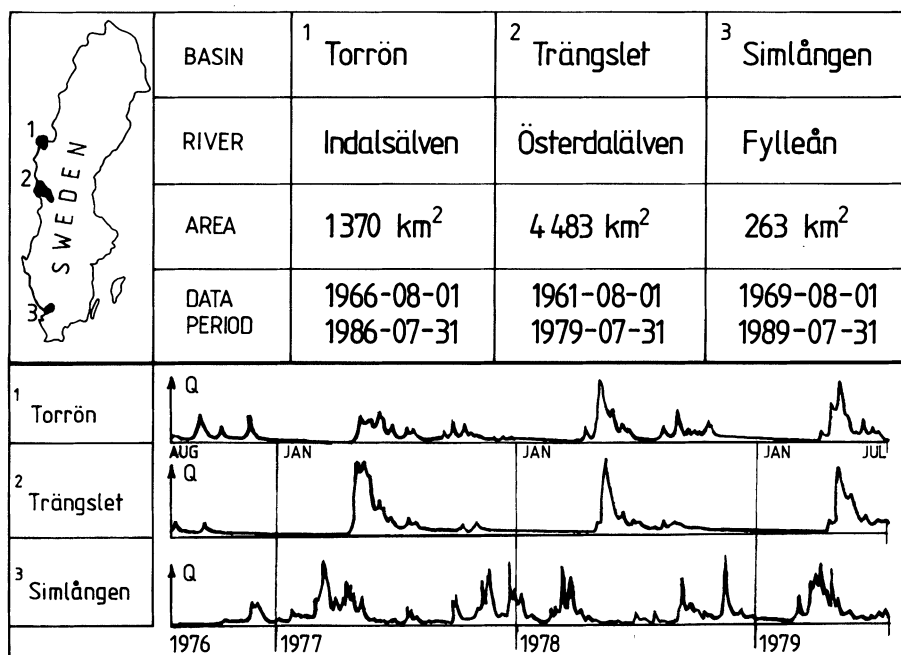 1
2
3
SWEDEN
BASIN
1 Torrön
2 Trängslet
3 Simlången
RIVER
Indalsälven
Österdalälven
Fylleån
AREA
1370 km²
4 483 km²
263 km²
DATA
PERIOD
1966-08-01
1986-07-31
1961-08-01
1979-07-31
1969-08-01
1989-07-31
1 Torrön
Q
AUG JAN JAN JAN JUL
2 Trängslet
Q
3 Simlången
Q
1976 1977 1978 1979